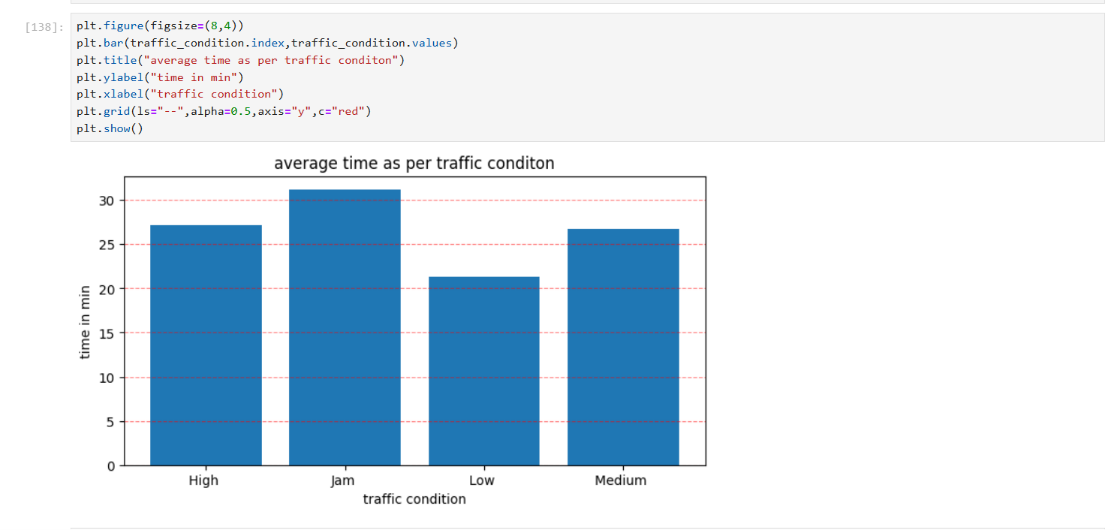 [138]:
plt.figure(figsize=(8,4))
plt.bar(traffic_condition.index,traffic_condition.values)
plt.title("average time as per traffic conditon")
plt.ylabel("time in min")
plt.xlabel("traffic condition")
plt.grid(ls="--",alpha=0.5,axis="y",c="red")
plt.show()
average time as per traffic conditon
30
25
20
15
10
5
0
time in min
High Jam Low Medium
traffic condition